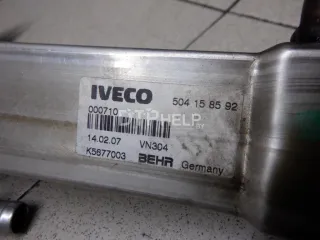 IVECO 504 15 85 92
000710
14.02.07 VN304
K5677003 BEHR Germany